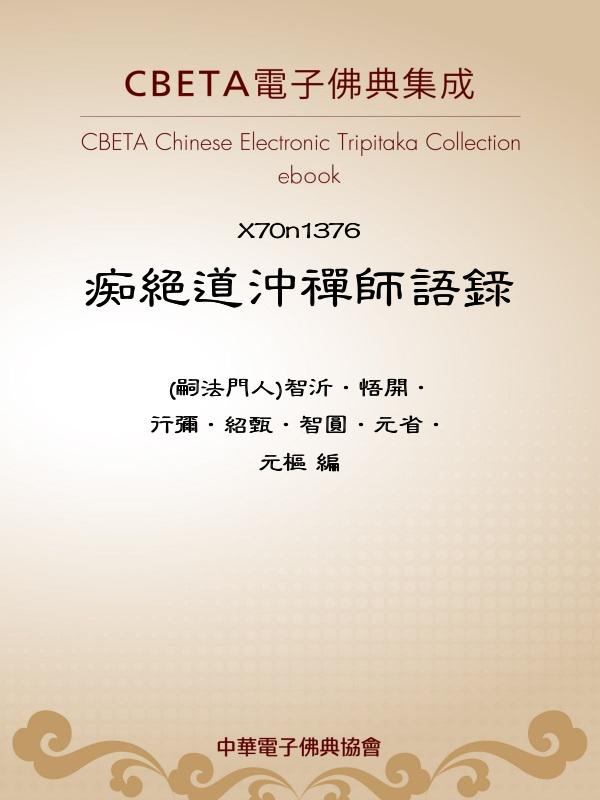 CBETA電子佛典集成
CBETA Chinese Electronic Tripitaka Collection
ebook
X70n1376
痴絕道沖禪師語錄
(嗣法門人)智沂．悟開．
行彌．紹甄．智圓．元省．
元樞 編
中華電子佛典協會